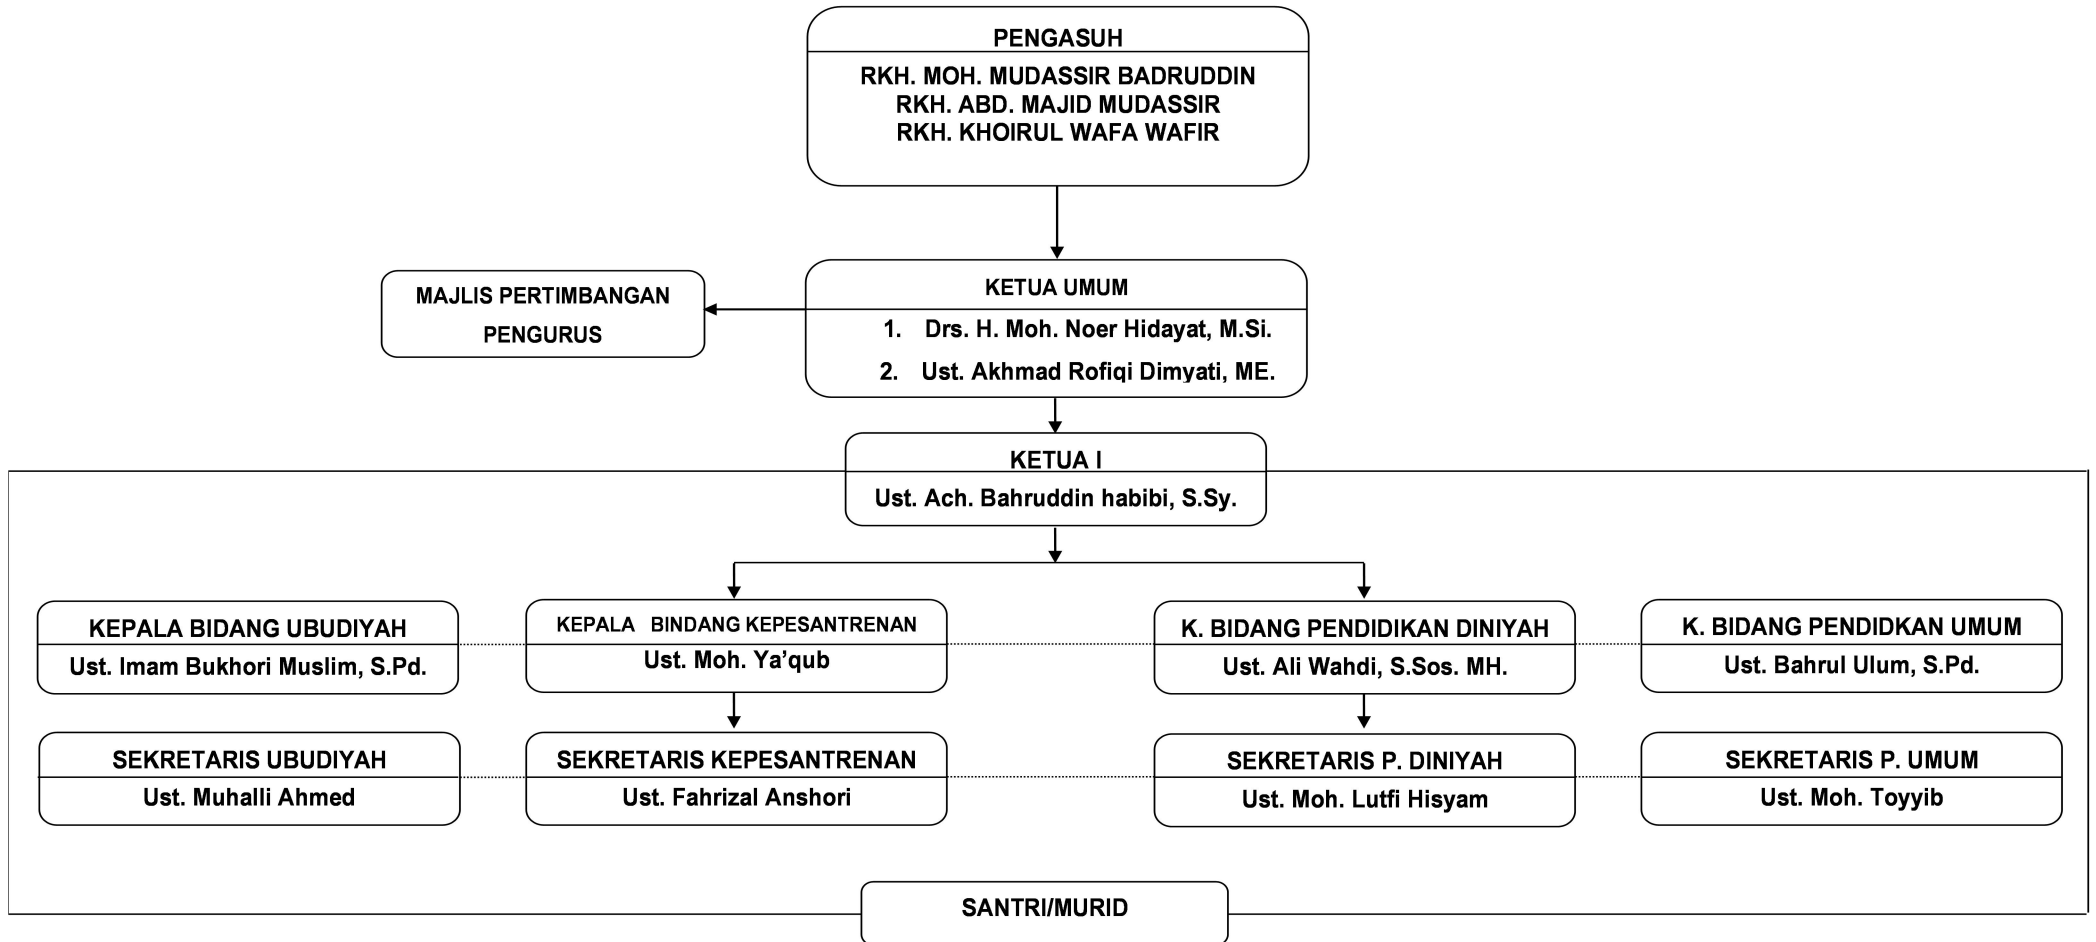 PENGASUH
RKH. MOH. MUDASSIR BADRUDDIN
RKH. ABD. MAJID MUDASSIR
RKH. KHOIRUL WAFA WAFIR
MAJLIS PERTIMBANGAN
PENGURUS
KETUA UMUM
1. Drs. H. Moh. Noer Hidayat, M.Si.
2. Ust. Akhmad Rofiqi Dimyati, ME.
KETUA I
Ust. Ach. Bahruddin habibi, S.Sy.
KEPALA BIDANG UBUDIYAH
Ust. Imam Bukhori Muslim, S.Pd.
KEPALA BINDANG KEPESANTRENAN
Ust. Moh. Ya’qub
K. BIDANG PENDIDIKAN DINIYAH
Ust. Ali Wahdi, S.Sos. MH.
K. BIDANG PENDIDKAN UMUM
Ust. Bahrul Ulum, S.Pd.
SEKRETARIS UBUDIYAH
Ust. Muhalli Ahmed
SEKRETARIS KEPESANTRENAN
Ust. Fahrizal Anshori
SEKRETARIS P. DINIYAH
Ust. Moh. Lutfi Hisyam
SEKRETARIS P. UMUM
Ust. Moh. Toyyib
SANTRI/MURID